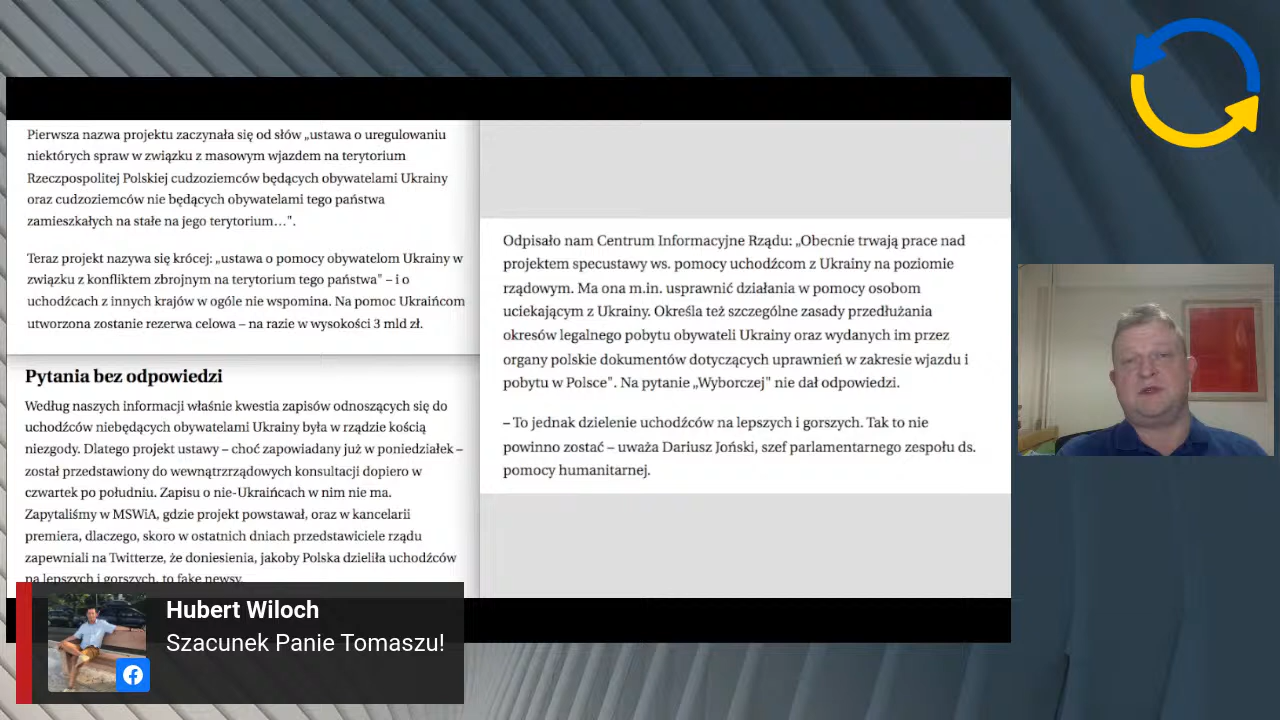 Pierwsza nazwa projektu zaczynała się od słów „ustawa o uregulowaniu
niektórych spraw w związku z masowym wjazdem na terytorium
Rzeczpospolitej Polskiej cudzoziemców będących obywatelami Ukrainy
oraz cudzoziemców nie będących obywatelami tego państwa
zamieszkałych na stałe na jego terytorium…”.
Teraz projekt nazywa się krócej: „ustawa o pomocy obywatelom Ukrainy w
związku z konfliktem zbrojnym na terytorium tego państwa” – i o
uchodźcach z innych krajów w ogóle nie wspomina. Na pomoc Ukraińcom
utworzona zostanie rezerwa celowa – na razie w wysokości 3 mld zł.
Pytania bez odpowiedzi
Według naszych informacji właśnie kwestia zapisów odnoszących się do
uchodźców niebędących obywatelami Ukrainy była w rządzie kością
niezgody. Dlatego projekt ustawy – choć zapowiadany już w poniedziałek –
został przedstawiony do wewnątrzrządowych konsultacji dopiero w
czwartek po południu. Zapisu o nie-Ukraińcach w nim nie ma.
Zapytaliśmy w MSWiA, gdzie projekt powstawał, oraz w kancelarii
premiera, dlaczego, skoro w ostatnich dniach przedstawiciele rządu
zapewniali na Twitterze, że doniesienia, jakoby Polska dzieliła uchodźców
na lepszych i gorszych, to fake newsy.
Odpisało nam Centrum Informacyjne Rządu: „Obecnie trwają prace nad
projektem specustawy ws. pomocy uchodźcom z Ukrainy na poziomie
rządowym. Ma ona m.in. usprawnić działania w pomocy osobom
uciekającym z Ukrainy. Określa też szczególne zasady przedłużania
okresów legalnego pobytu obywateli Ukrainy oraz wydanych im przez
organy polskie dokumentów dotyczących uprawnień w zakresie wjazdu i
pobytu w Polsce”. Na pytanie „Wyborczej” nie dał odpowiedzi.
– To jednak dzielenie uchodźców na lepszych i gorszych. Tak to nie
powinno zostać – uważa Dariusz Joński, szef parlamentarnego zespołu ds.
pomocy humanitarnej.
Hubert Wiloch
Szacunek Panie Tomaszu!